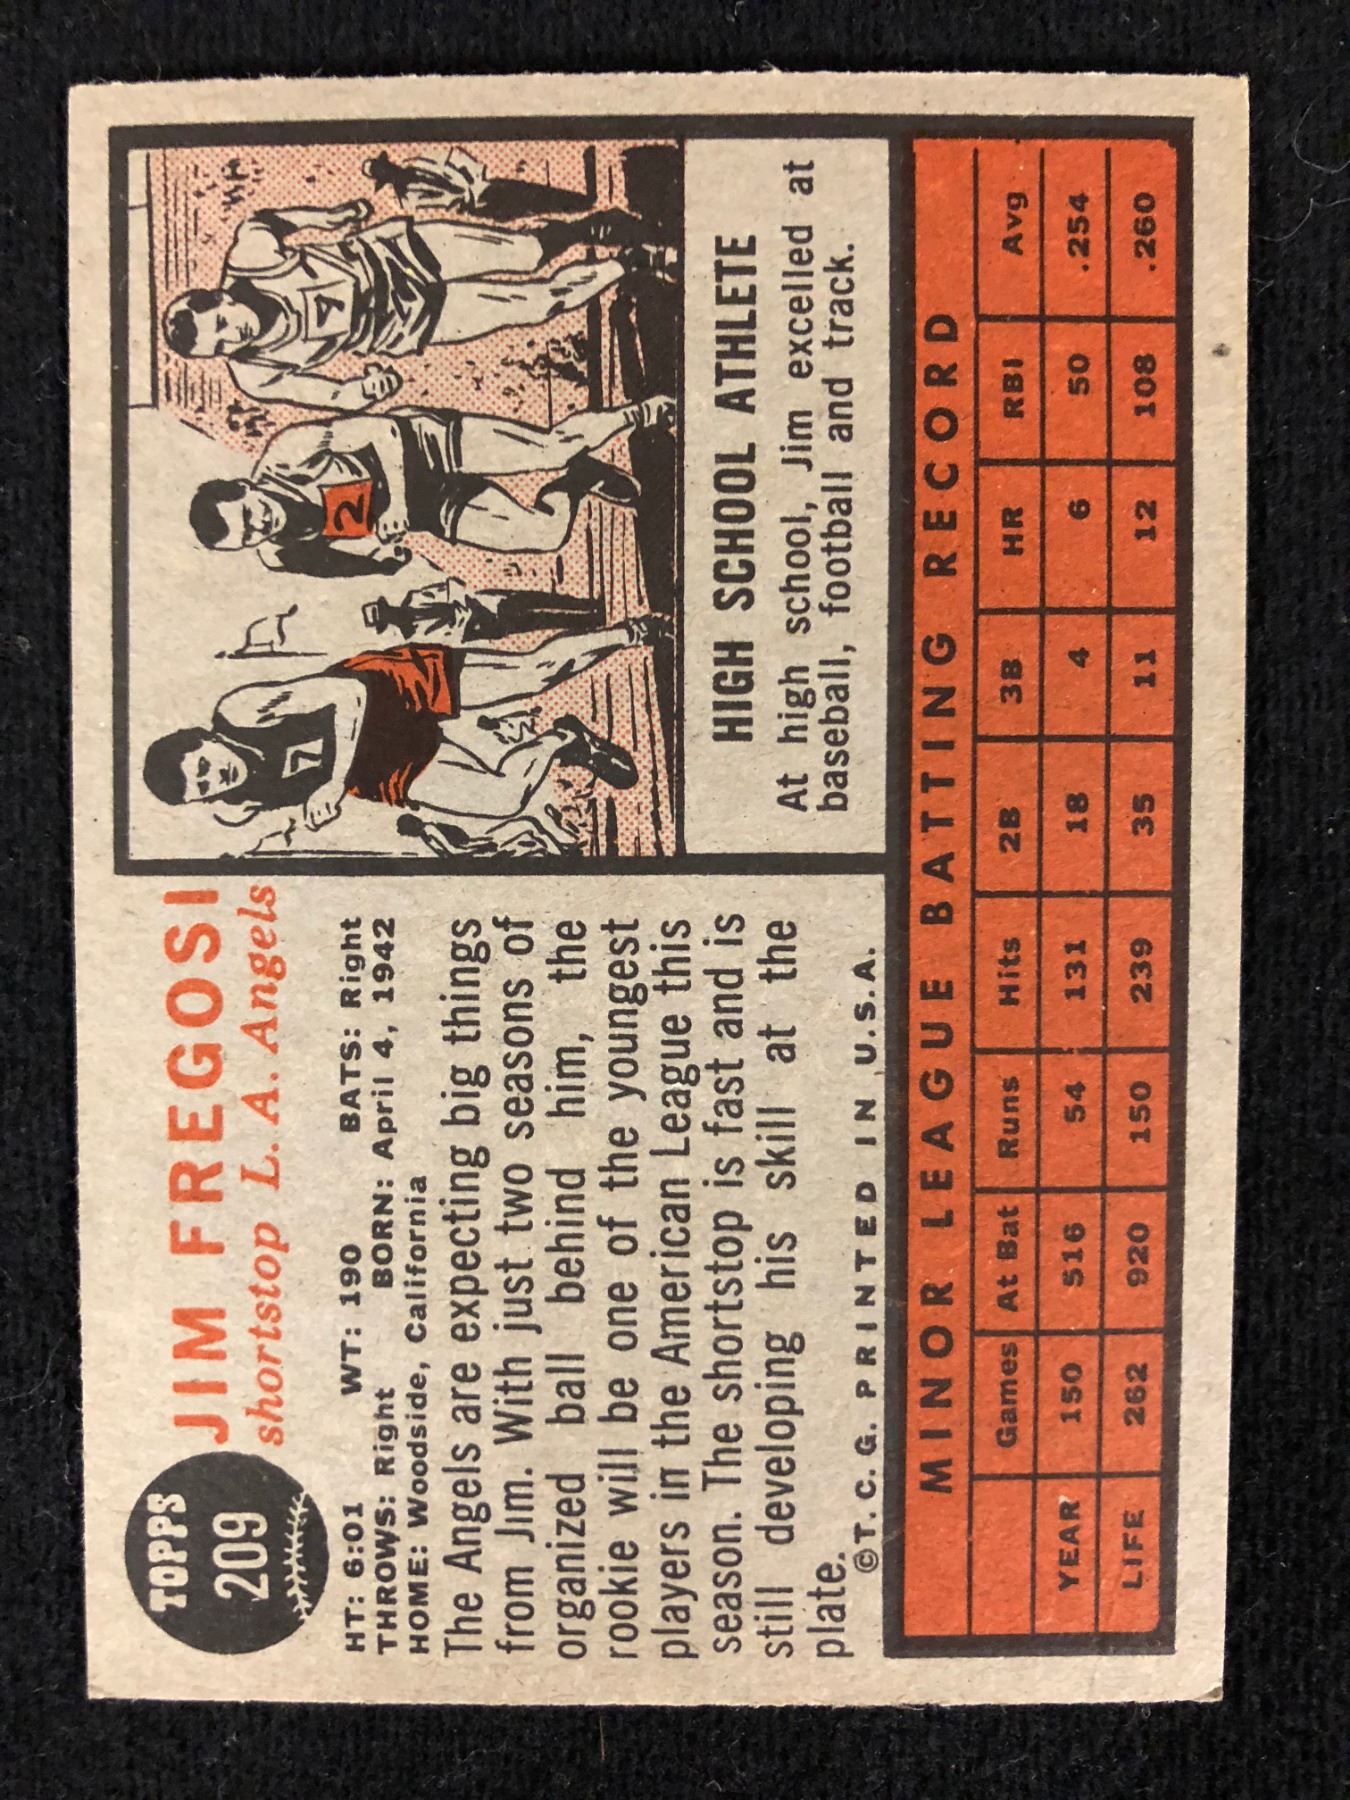 TOPPS
209
JIM FREGOSI
shortstop L. A. Angels
HT: 6:01 WT: 190 BATS: Right
THROWS: Right BORN: April 4, 1942
HOME: Woodside, California
The Angels are expecting big things
from Jim. With just two seasons of
organized ball behind him, the
rookie will be one of the youngest
players in the American League this
season. The shortstop is fast and is
still developing his skill at the
plate.
©T. C. G. PRINTED IN U.S.A.
7
2
7
HIGH SCHOOL ATHLETE
At high school, Jim excelled at
baseball, football and track.
MINOR LEAGUE BATTING RECORD
Games At Bat Runs Hits 2B 3B HR RBI Avg
YEAR 150 516 54 131 18 4 6 50 .254
LIFE 262 920 150 239 35 11 12 108 .260